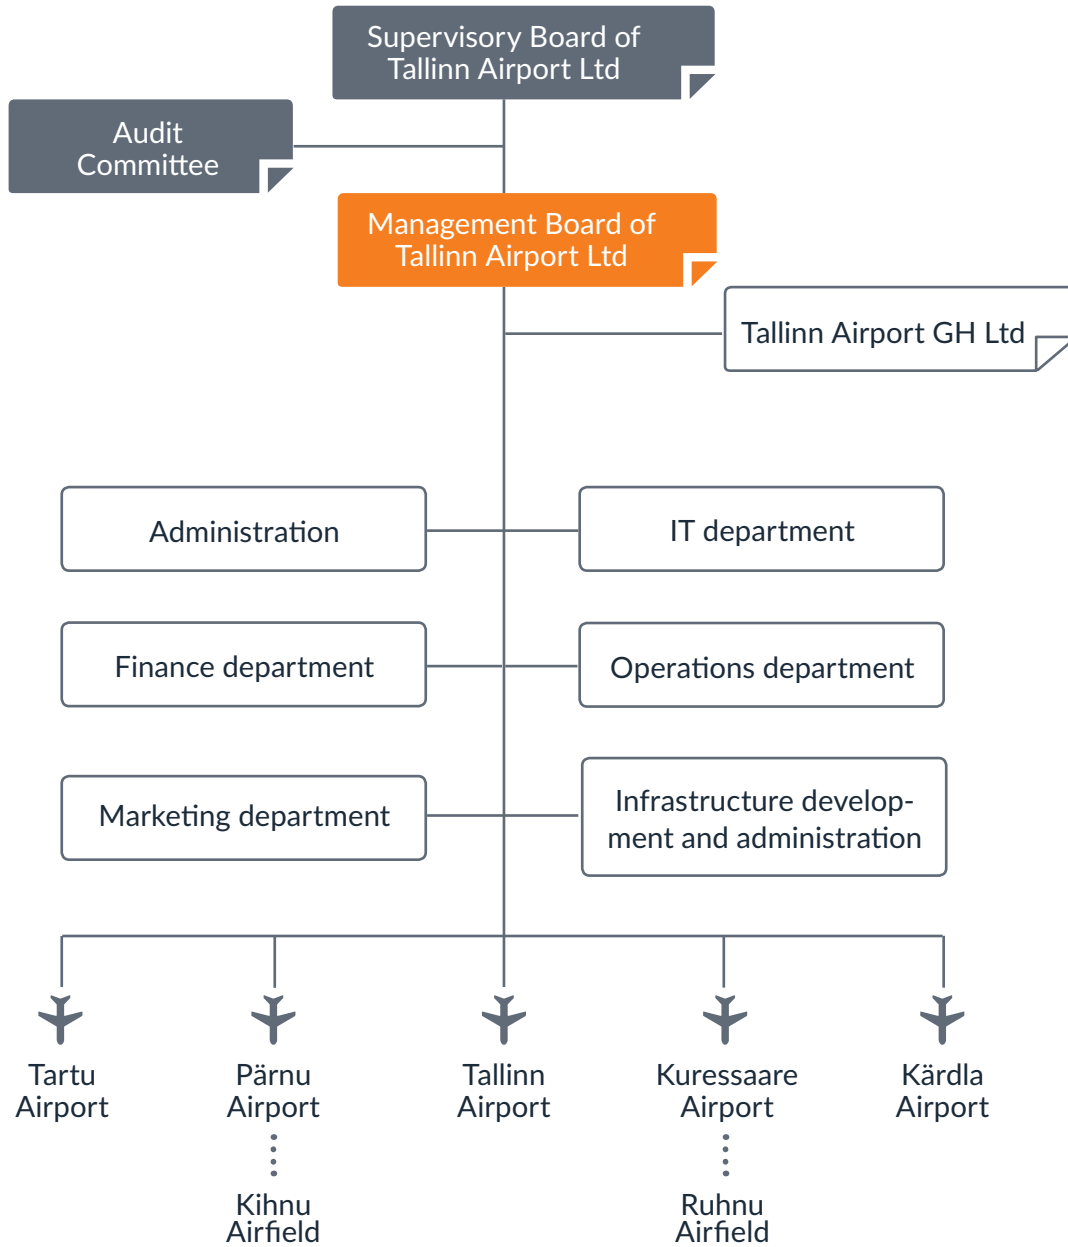 Supervisory Board of
Tallinn Airport Ltd
Audit
Committee
Management Board of
Tallinn Airport Ltd
Tallinn Airport GH Ltd
Administration
IT department
Finance department
Operations department
Marketing department
Infrastructure develop-
ment and administration
Tartu
Airport
Pärnu
Airport
Tallinn
Airport
Kuressaare
Airport
Kärdla
Airport
Kihnu
Airfield
Ruhnu
Airfield